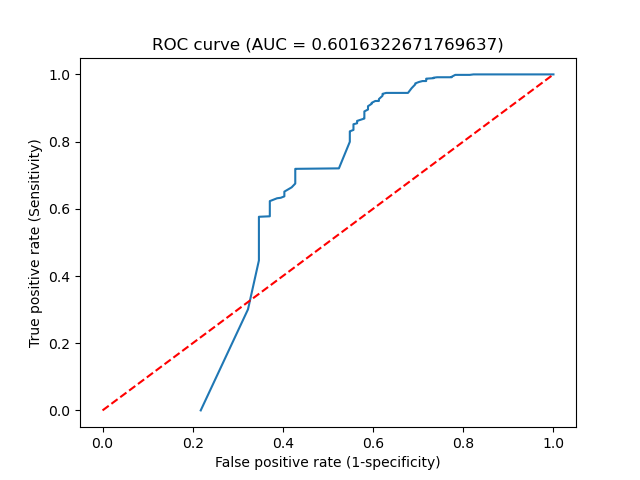 ROC curve (AUC = 0.6016322671769637)
True positive rate (Sensitivity)
1.0
0.8
0.6
0.4
0.2
0.0
0.0 0.2 0.4 0.6 0.8 1.0
False positive rate (1-specificity)